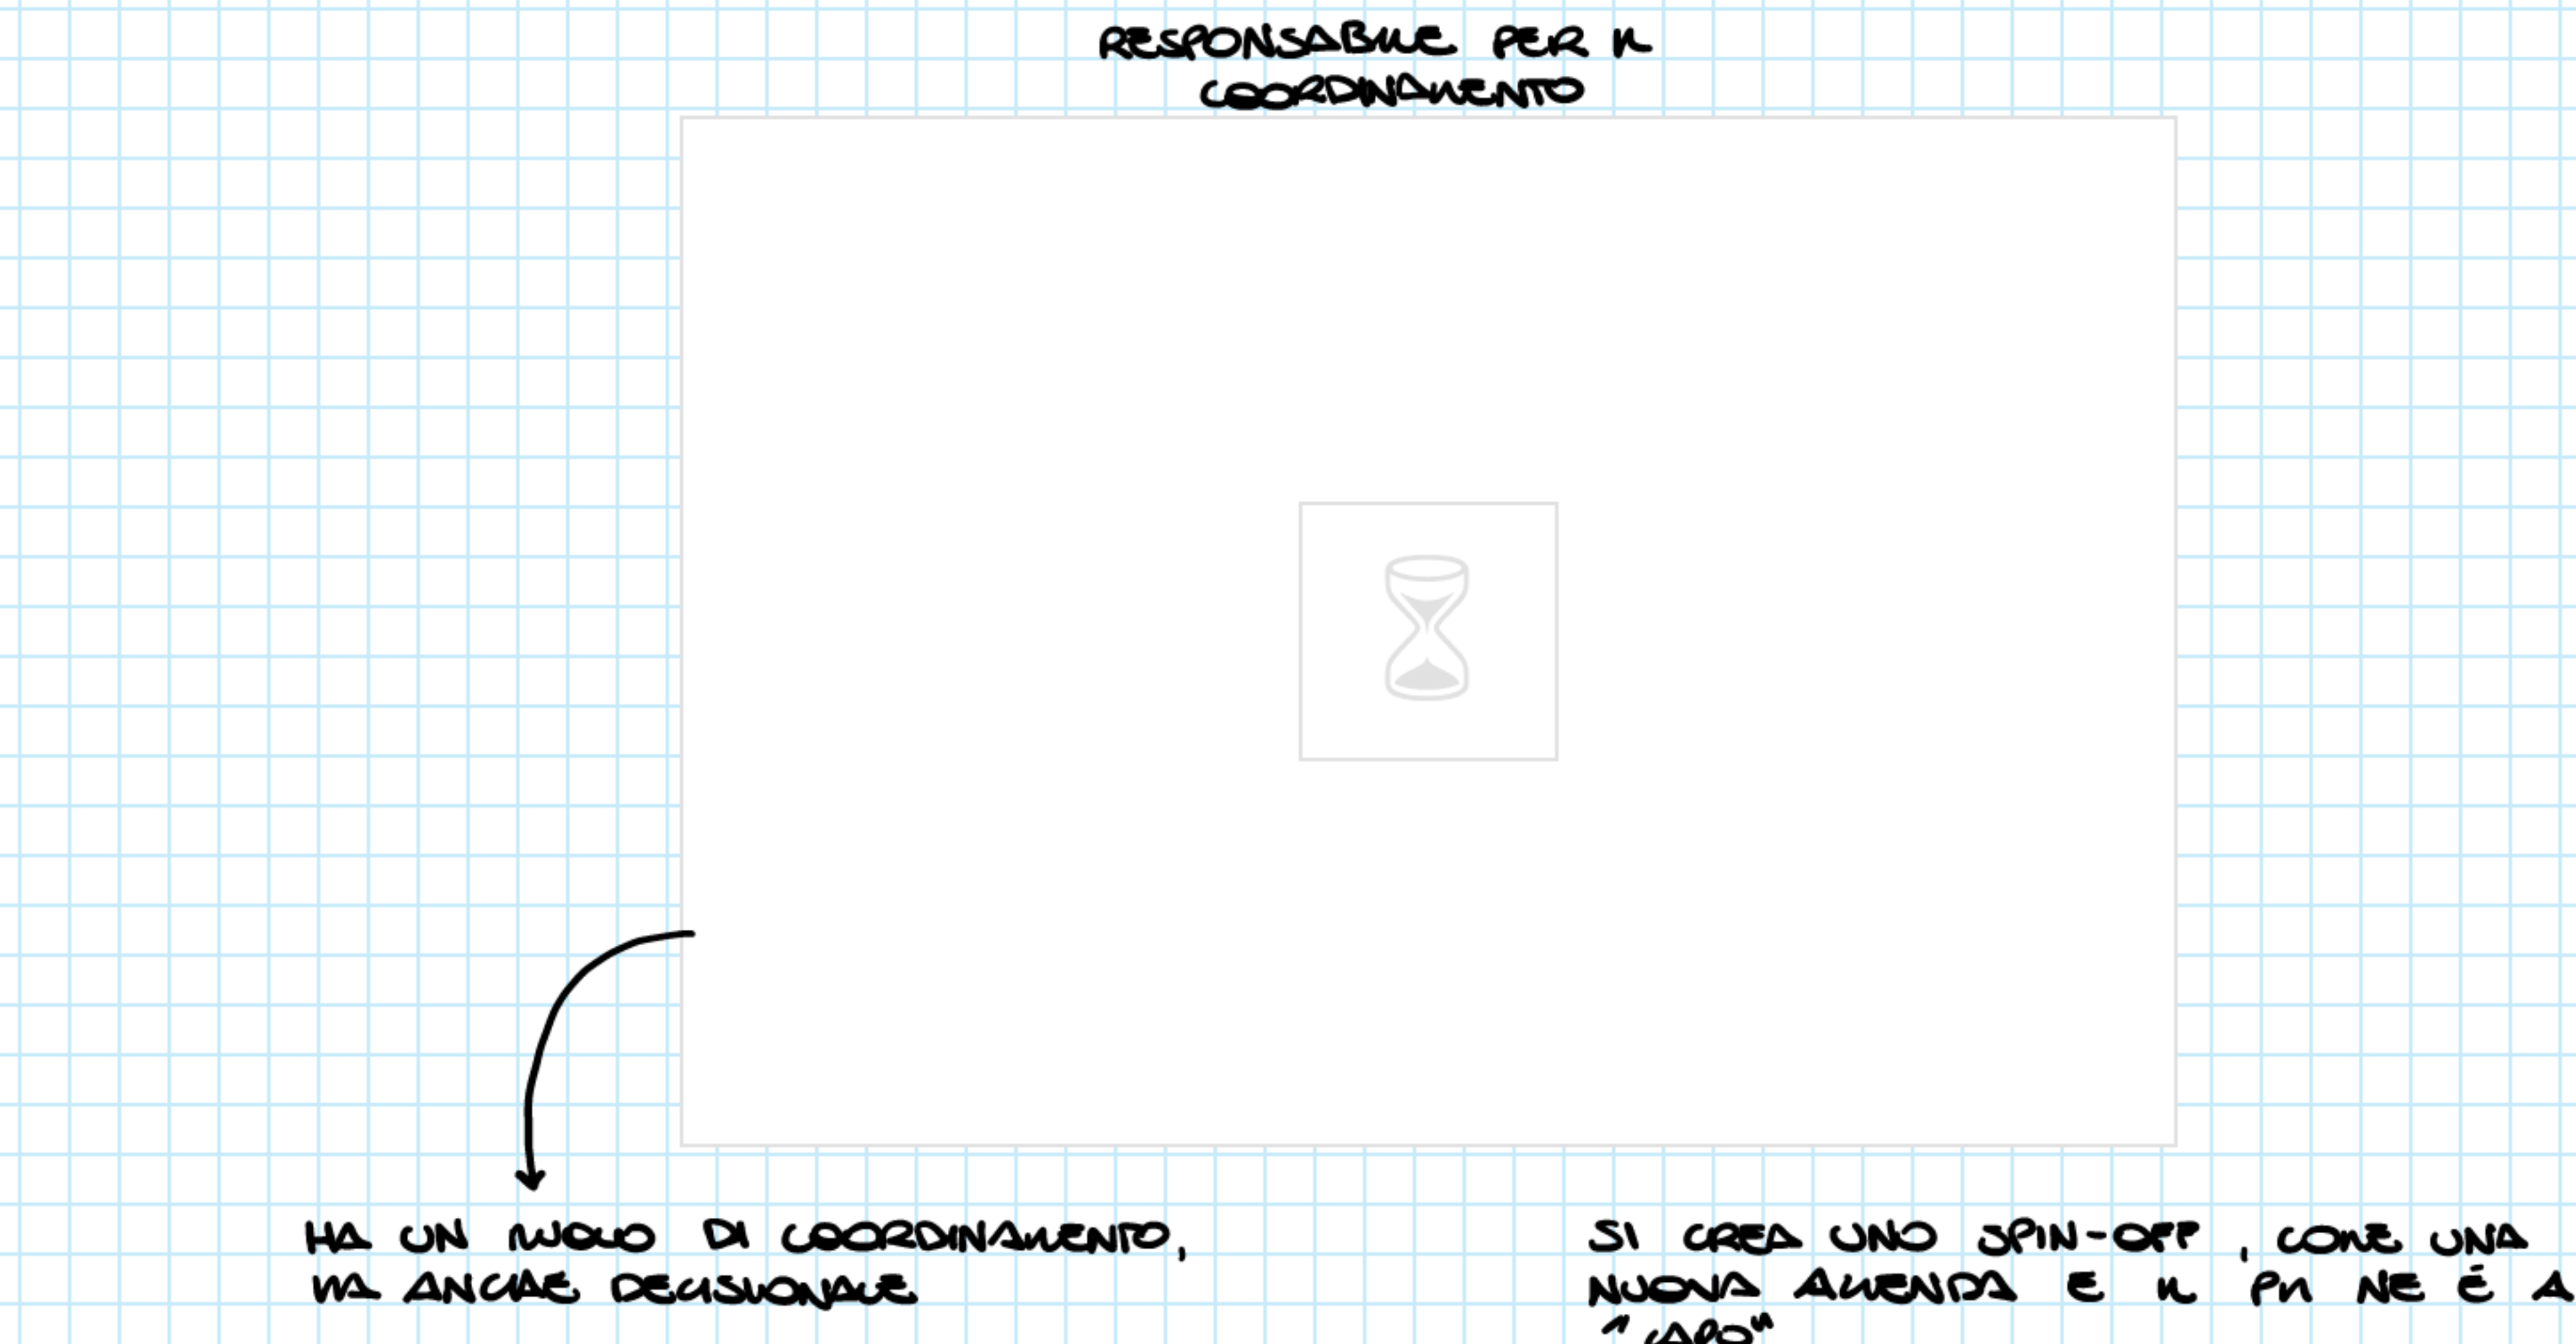 RESPONSABILE PER IL
COORDINAMENTO
HA UN RUOLO DI COORDINAMENTO,
MA ANCHE DECISIONALE
SI CREA UNO SPIN-OFF, COME UNA
NUOVA AZIENDA E IL PM NE È A
"CAPO"